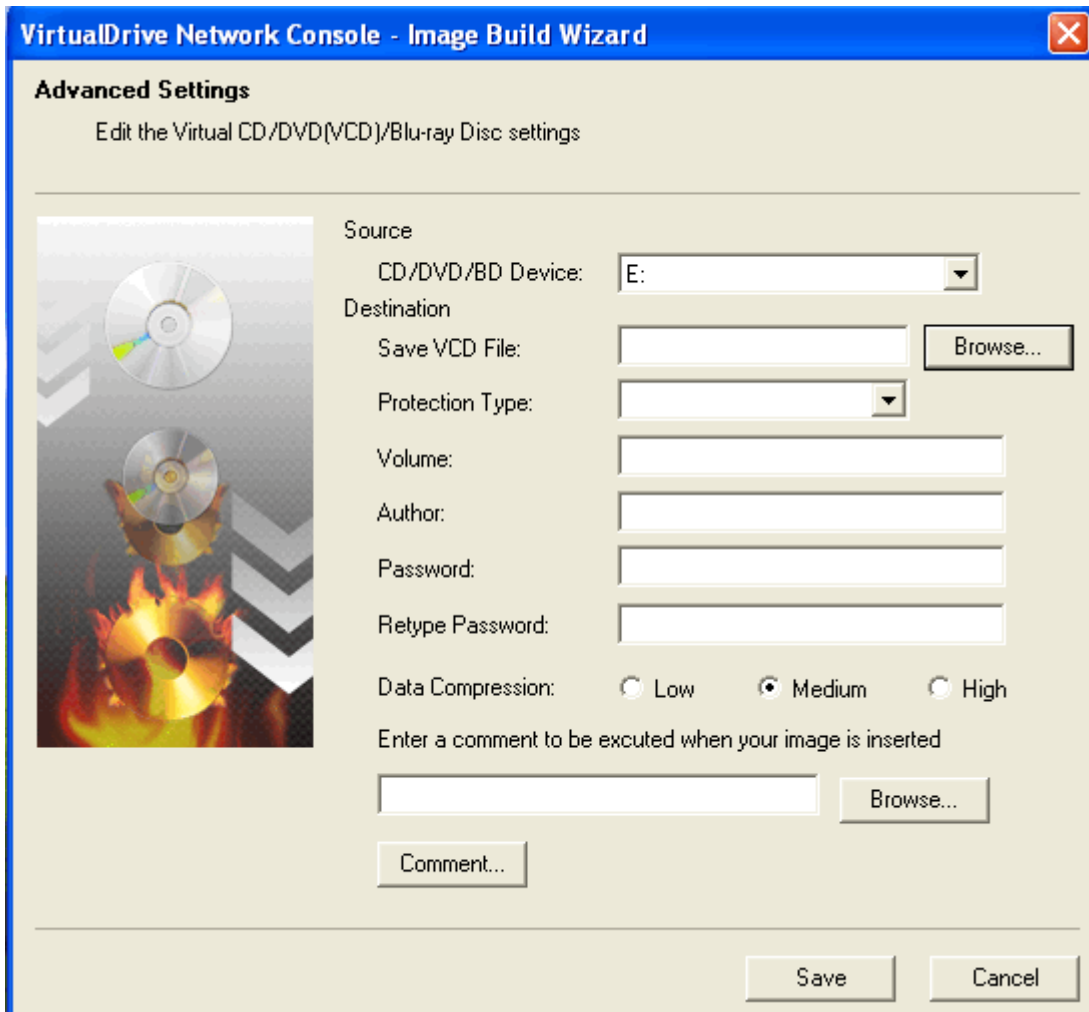 VirtualDrive Network Console - Image Build Wizard
Advanced Settings
Edit the Virtual CD/DVD(VCD)/Blu-ray Disc settings
Source
CD/DVD/BD Device: E:
Destination
Save VCD File: Browse...
Protection Type:
Volume:
Author:
Password:
Retype Password:
Data Compression: Low Medium High
Enter a comment to be excuted when your image is inserted
Browse...
Comment...
Save Cancel